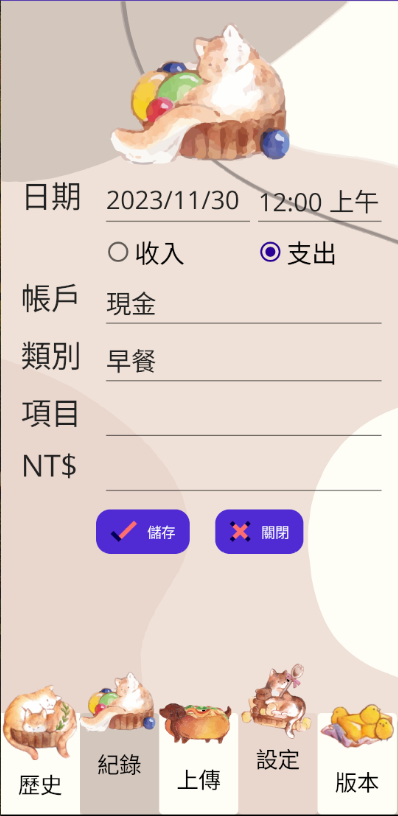 日期 2023/11/30 12:00 上午
收入 支出
帳戶 現金
類別 早餐
項目
NT$
儲存 關閉
歷史 紀錄 上傳 設定 版本